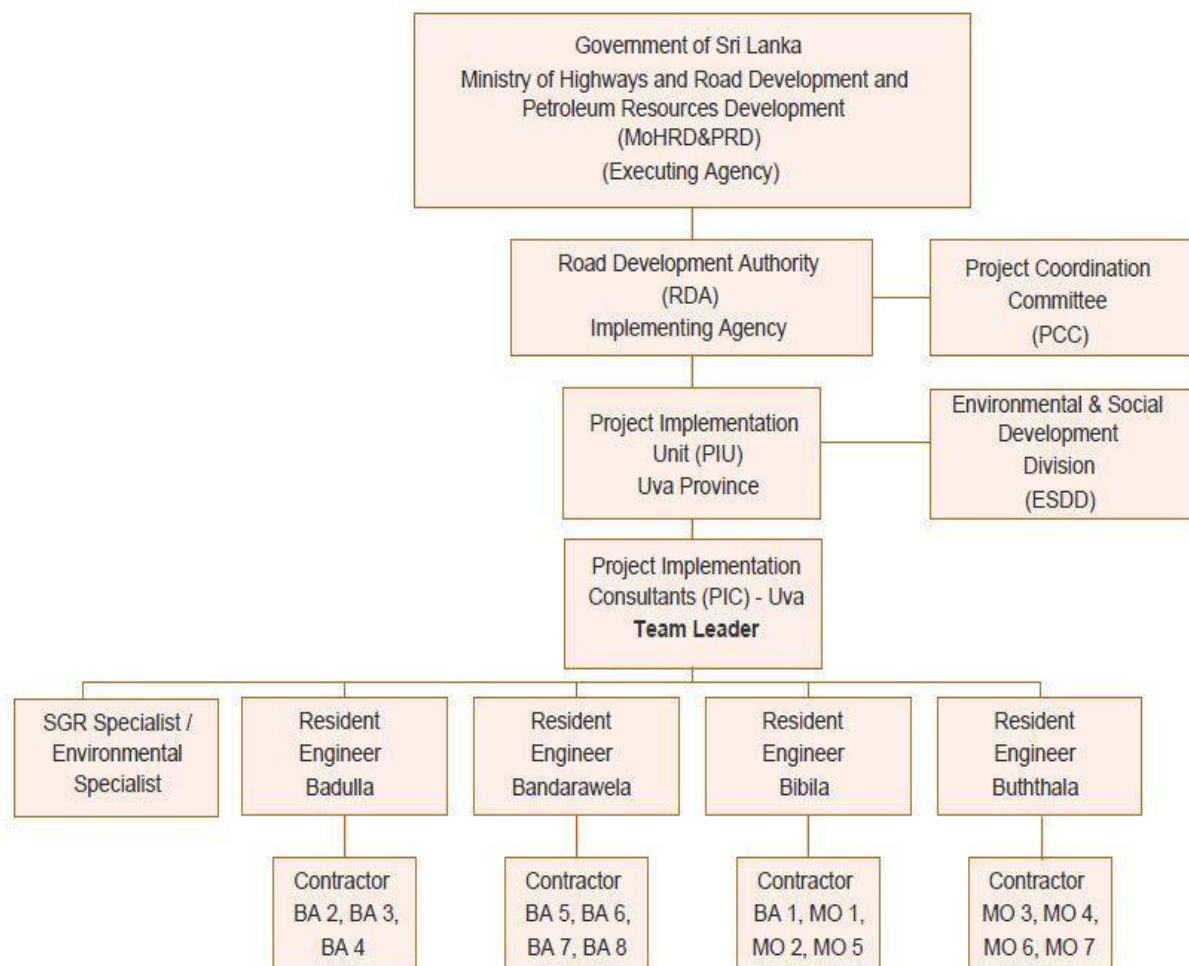 Government of Sri Lanka
Ministry of Highways and Road Development and
Petroleum Resources Development
(MoHRD&PRD)
(Executing Agency)
Road Development Authority
(RDA)
Implementing Agency
Project Coordination
Committee
(PCC)
Project Implementation
Unit (PIU)
Uva Province
Environmental & Social
Development
Division
(ESDD)
Project Implementation
Consultants (PIC) - Uva
Team Leader
SGR Specialist /
Environmental
Specialist
Resident
Engineer
Badulla
Resident
Engineer
Bandarawela
Resident
Engineer
Bibila
Resident
Engineer
Buththala
Contractor
BA 2, BA 3,
BA 4
Contractor
BA 5, BA 6,
BA 7, BA 8
Contractor
BA 1, MO 1,
MO 2, MO 5
Contractor
MO 3, MO 4,
MO 6, MO 7